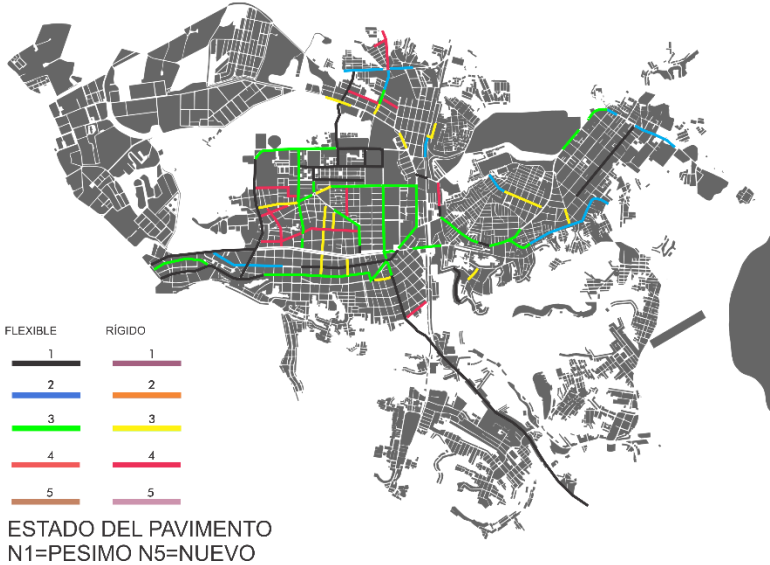 FLEXIBLE RÍGIDO
1 1
2 2
3 3
4 4
5 5
ESTADO DEL PAVIMENTO
N1=PESIMO N5=NUEVO